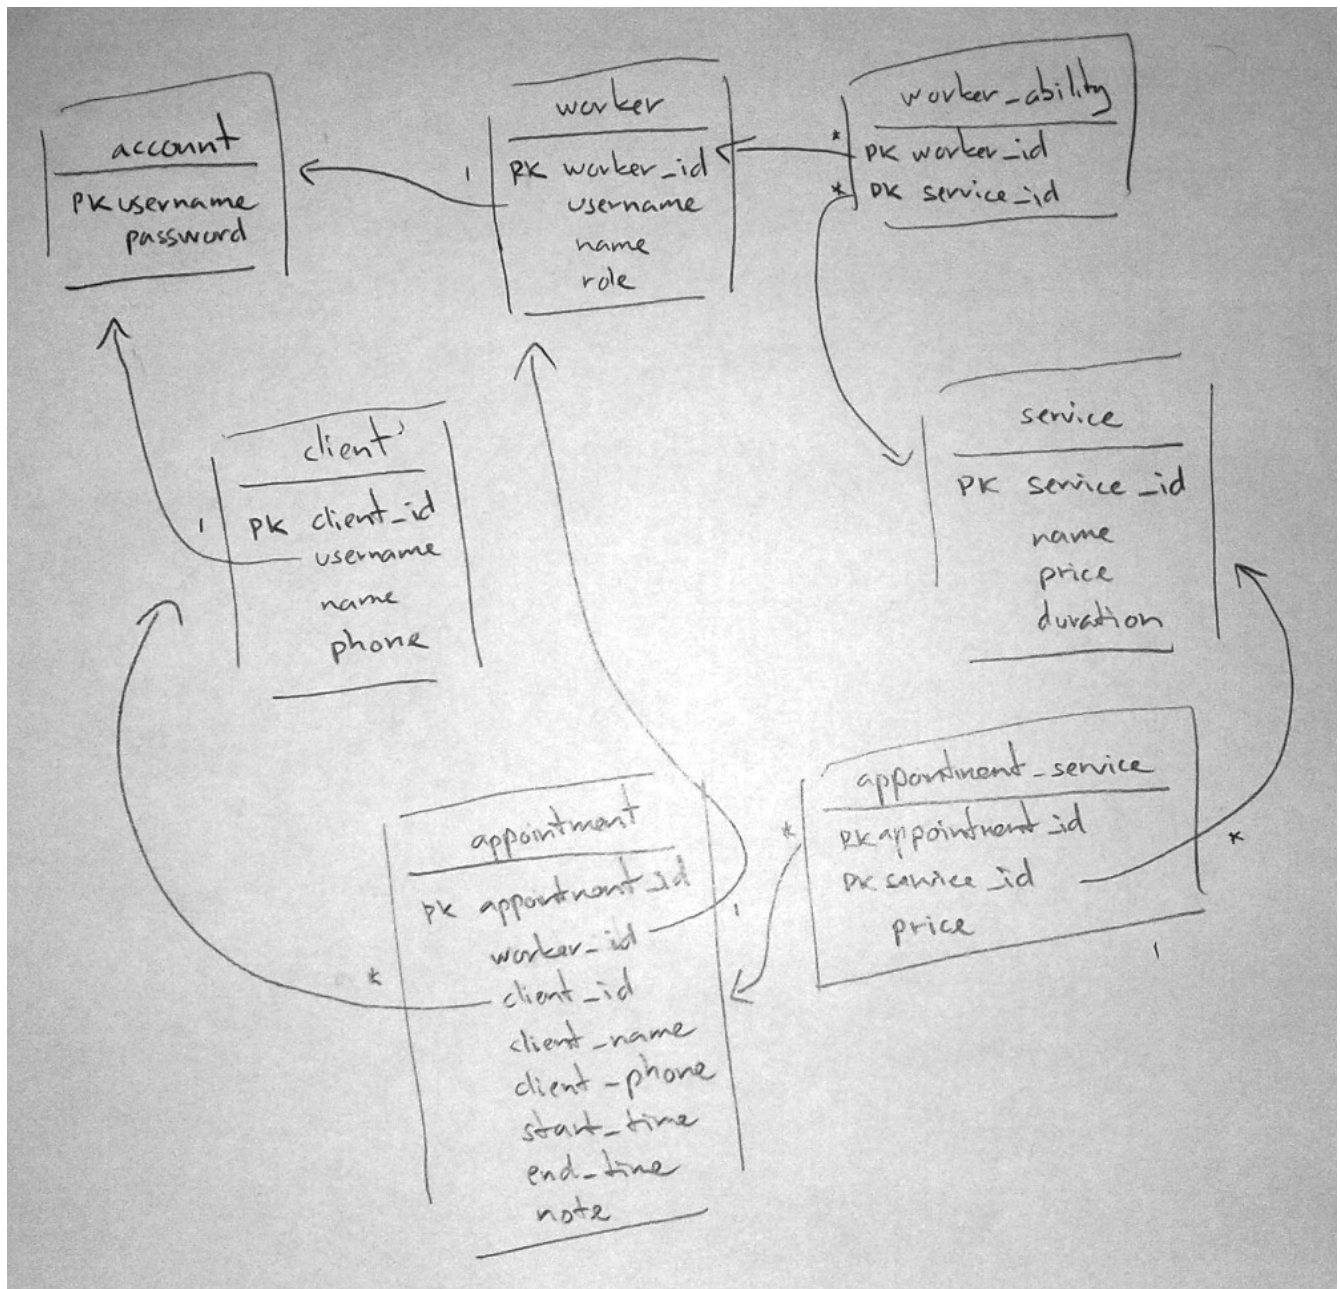 account
PK username
password
worker
PK worker_id
username
name
role
worker_ability
* PK worker_id
* PK service_id
1
client
PK client_id
username
name
phone
1
service
PK service_id
name
price
duration
appointment
PK appointment_id
worker_id
client_id
client_name
client_phone
start_time
end_time
note
*
1
appointment_service
PK appointment_id
PK service_id
price
*
*
1